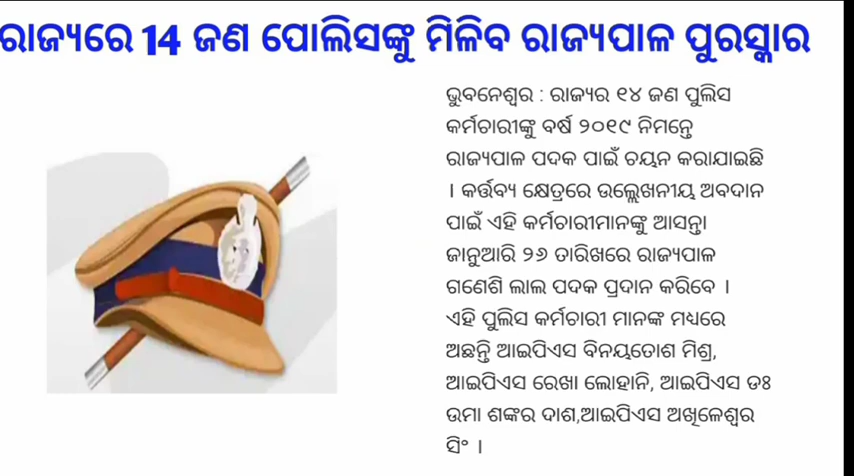 ରାଜ୍ୟରେ 14 ଜଣ ପୋଲିସଙ୍କୁ ମିଳିବ ରାଜ୍ୟପାଳ ପୁରସ୍କାର
ଭୁବନେଶ୍ୱର : ରାଜ୍ୟର ୧୪ ଜଣ ପୁଲିସ
କର୍ମଚାରୀଙ୍କୁ ବର୍ଷ ୨୦୧୯ ନିମନ୍ତେ
ରାଜ୍ୟପାଳ ପଦକ ପାଇଁ ଚୟନ କରାଯାଇଛି
। କର୍ତ୍ତବ୍ୟ କ୍ଷେତ୍ରରେ ଉଲ୍ଲେଖନୀୟ ଅବଦାନ
ପାଇଁ ଏହି କର୍ମଚାରୀମାନଙ୍କୁ ଆସନ୍ତା
ଜାନୁଆରି ୨୬ ତାରିଖରେ ରାଜ୍ୟପାଳ
ଗଣେଶି ଲାଲ ପଦକ ପ୍ରଦାନ କରିବେ ।
ଏହି ପୁଲିସ କର୍ମଚାରୀ ମାନଙ୍କ ମଧ୍ୟରେ
ଅଛନ୍ତି ଆଇପିଏସ ବିନୟତୋଶ ମିଶ୍ର,
ଆଇପିଏସ ରେଖା ଲୋହାନି, ଆଇପିଏସ ଡଃ
ଉମା ଶଙ୍କର ଦାଶ,ଆଇପିଏସ ଅଖିଳେଶ୍ୱର
ସିଂ ।